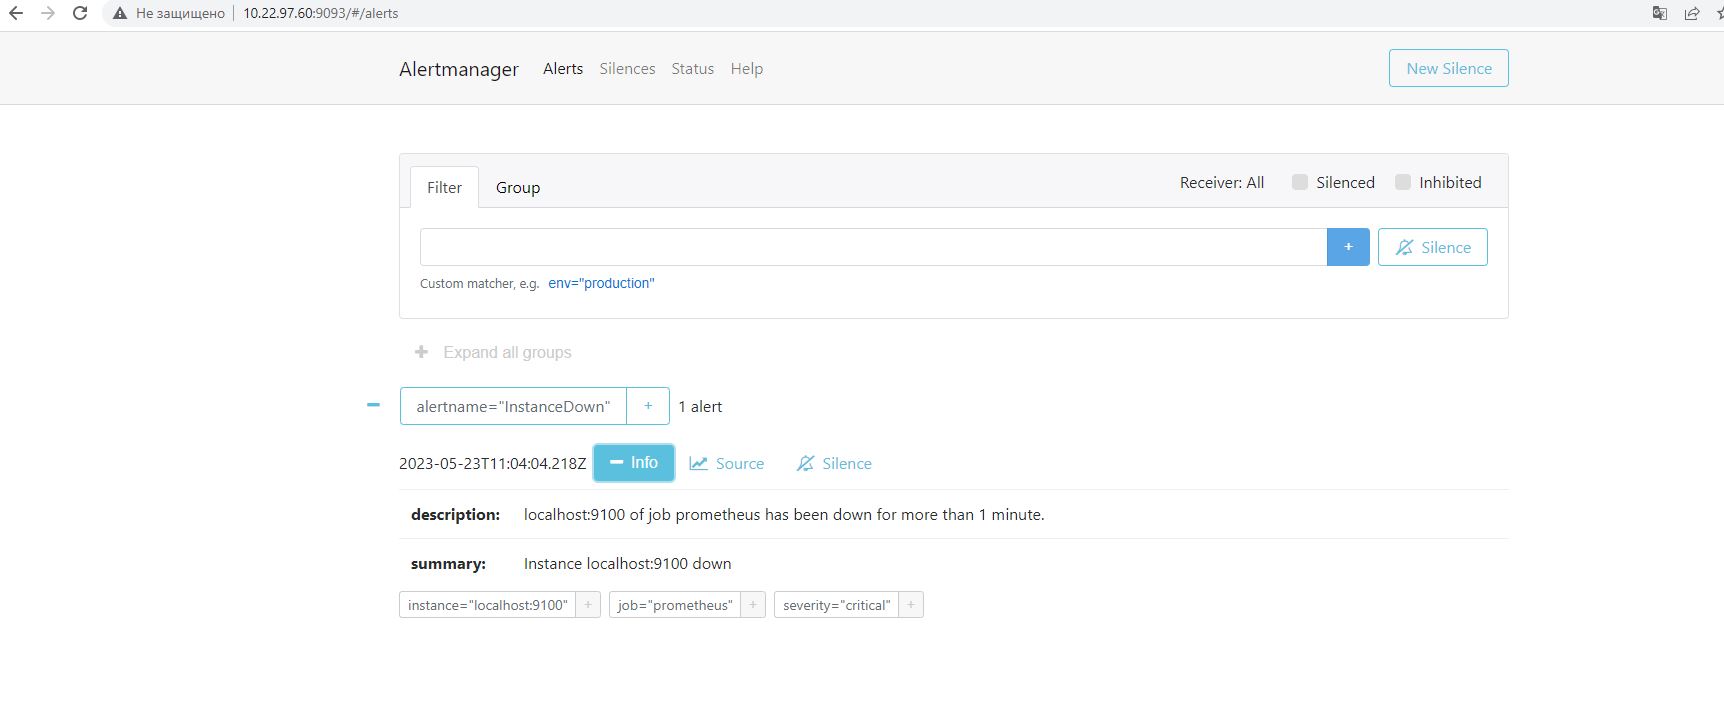 Не защищено 10.22.97.60:9093/#/alerts
Alertmanager Alerts Silences Status Help New Silence
Filter Group Receiver: All Silenced Inhibited
+ Silence
Custom matcher, e.g. env="production"
+ Expand all groups
alertname="InstanceDown" + 1 alert
2023-05-23T11:04:04.218Z Info Source Silence
description: localhost:9100 of job prometheus has been down for more than 1 minute.
summary: Instance localhost:9100 down
instance="localhost:9100" + job="prometheus" + severity="critical" +